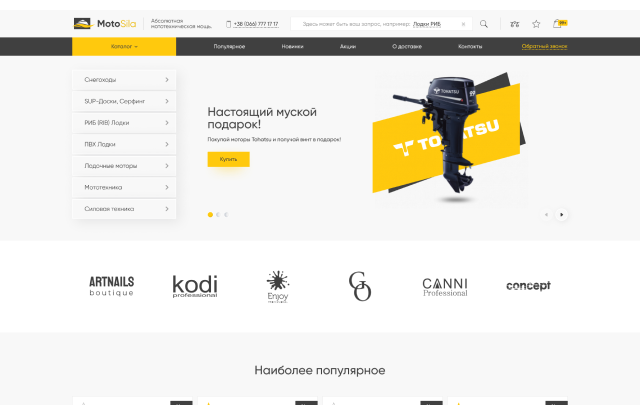 MotoSila
Абсолютная
мототехническая мощь.
+38 (066) 777 17 17
Здесь может быть ваш запрос, например: Лодки РИБ
Каталог
Популярное
Новинки
Акции
О доставке
Контакты
Обратный звонок
Снегоходы
SUP-Доски, Серфинг
РИБ (RIB) Лодки
ПВХ Лодки
Лодочные моторы
Мототехника
Силовая техника
Настоящий муской
подарок!
Покупай моторы Tohatsu и получай винт в подарок!
Купить
TOHATSU
ARTNAILS
boutique
kodi
professional
Enjoy
GO
CANNI
Professional
concept
Наиболее популярное